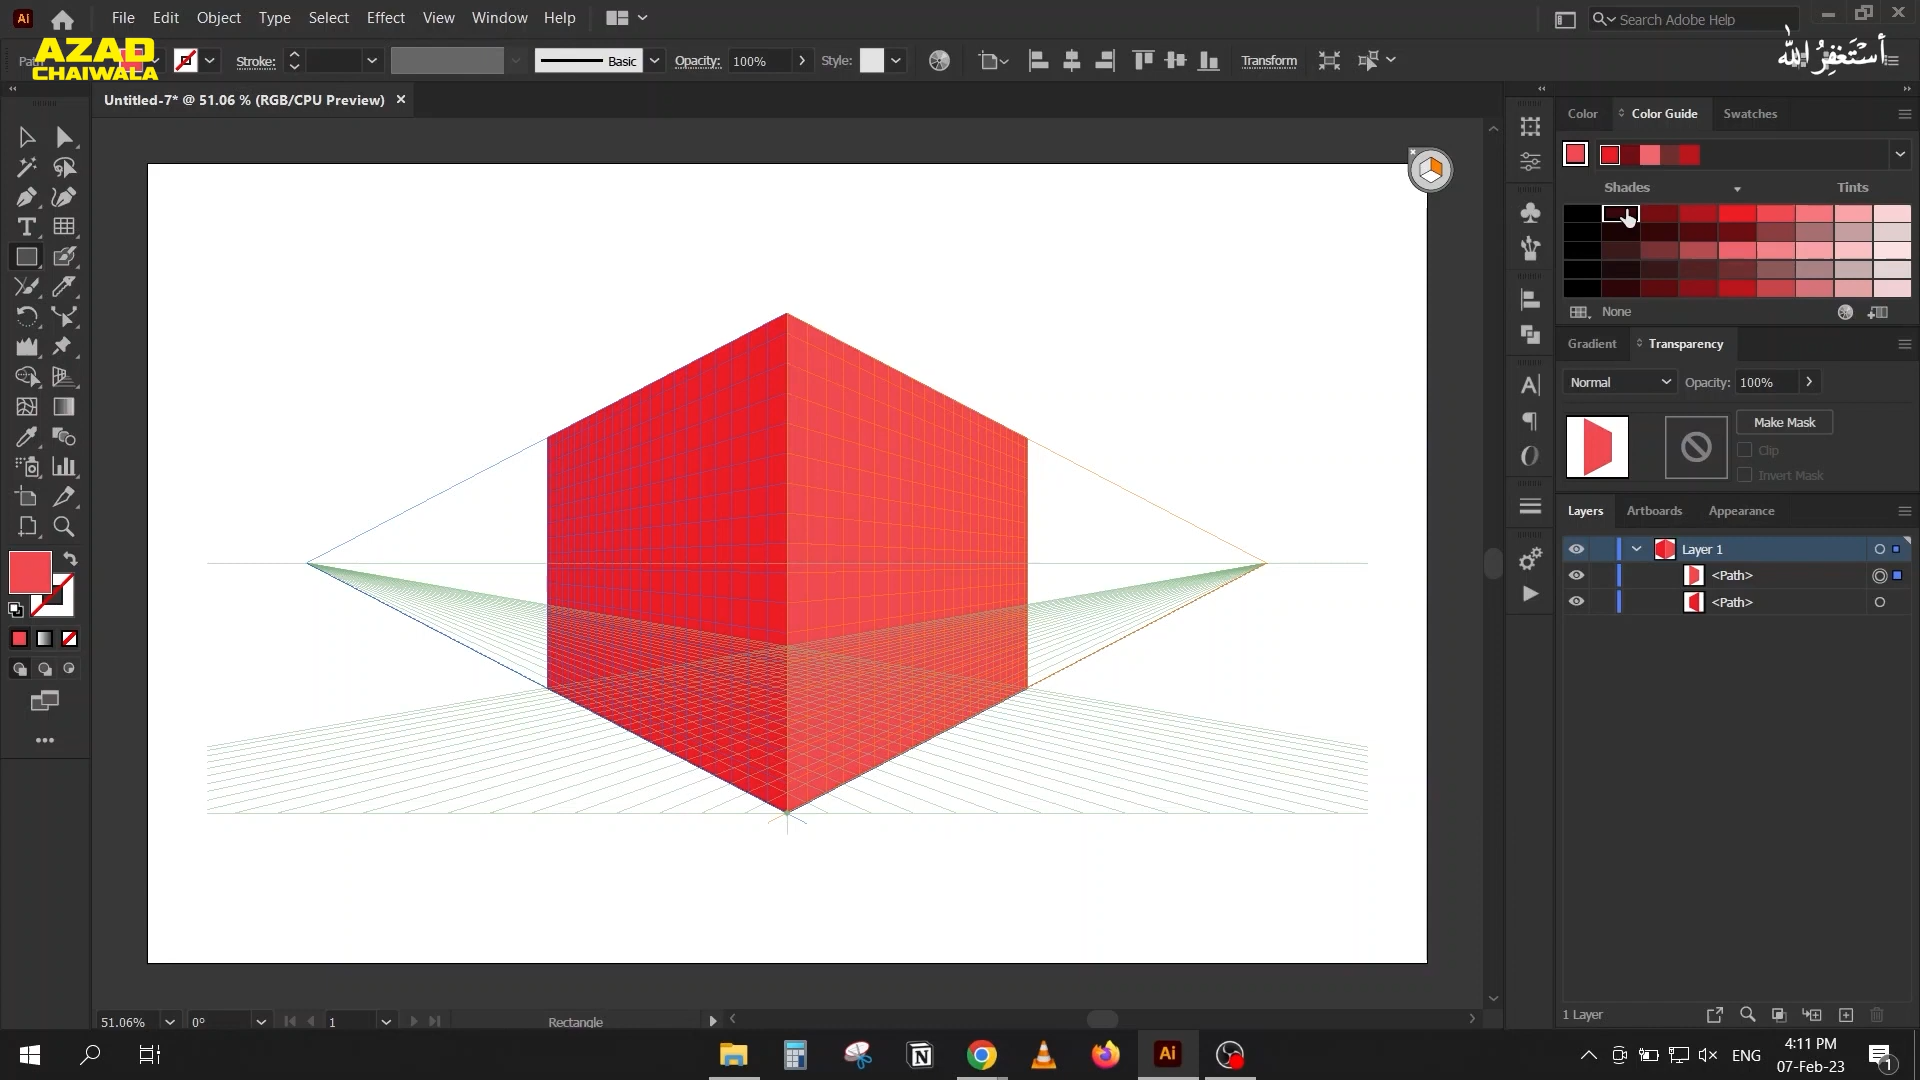 File Edit Object Type Select Effect View Window Help
Search Adobe Help
AZAD
CHAIWALA
أستغفر الله
Stroke: Basic Opacity: 100% Style: Transform
Untitled-7* @ 51.06 % (RGB/CPU Preview)
Color Color Guide Swatches
Shades Tints
None
Gradient Transparency
Normal Opacity: 100%
Make Mask
Clip
Invert Mask
Layers Artboards Appearance
Layer 1
<Path>
<Path>
1 Layer
51.06% 0° 1 Rectangle
ENG
4:11 PM
07-Feb-23
1